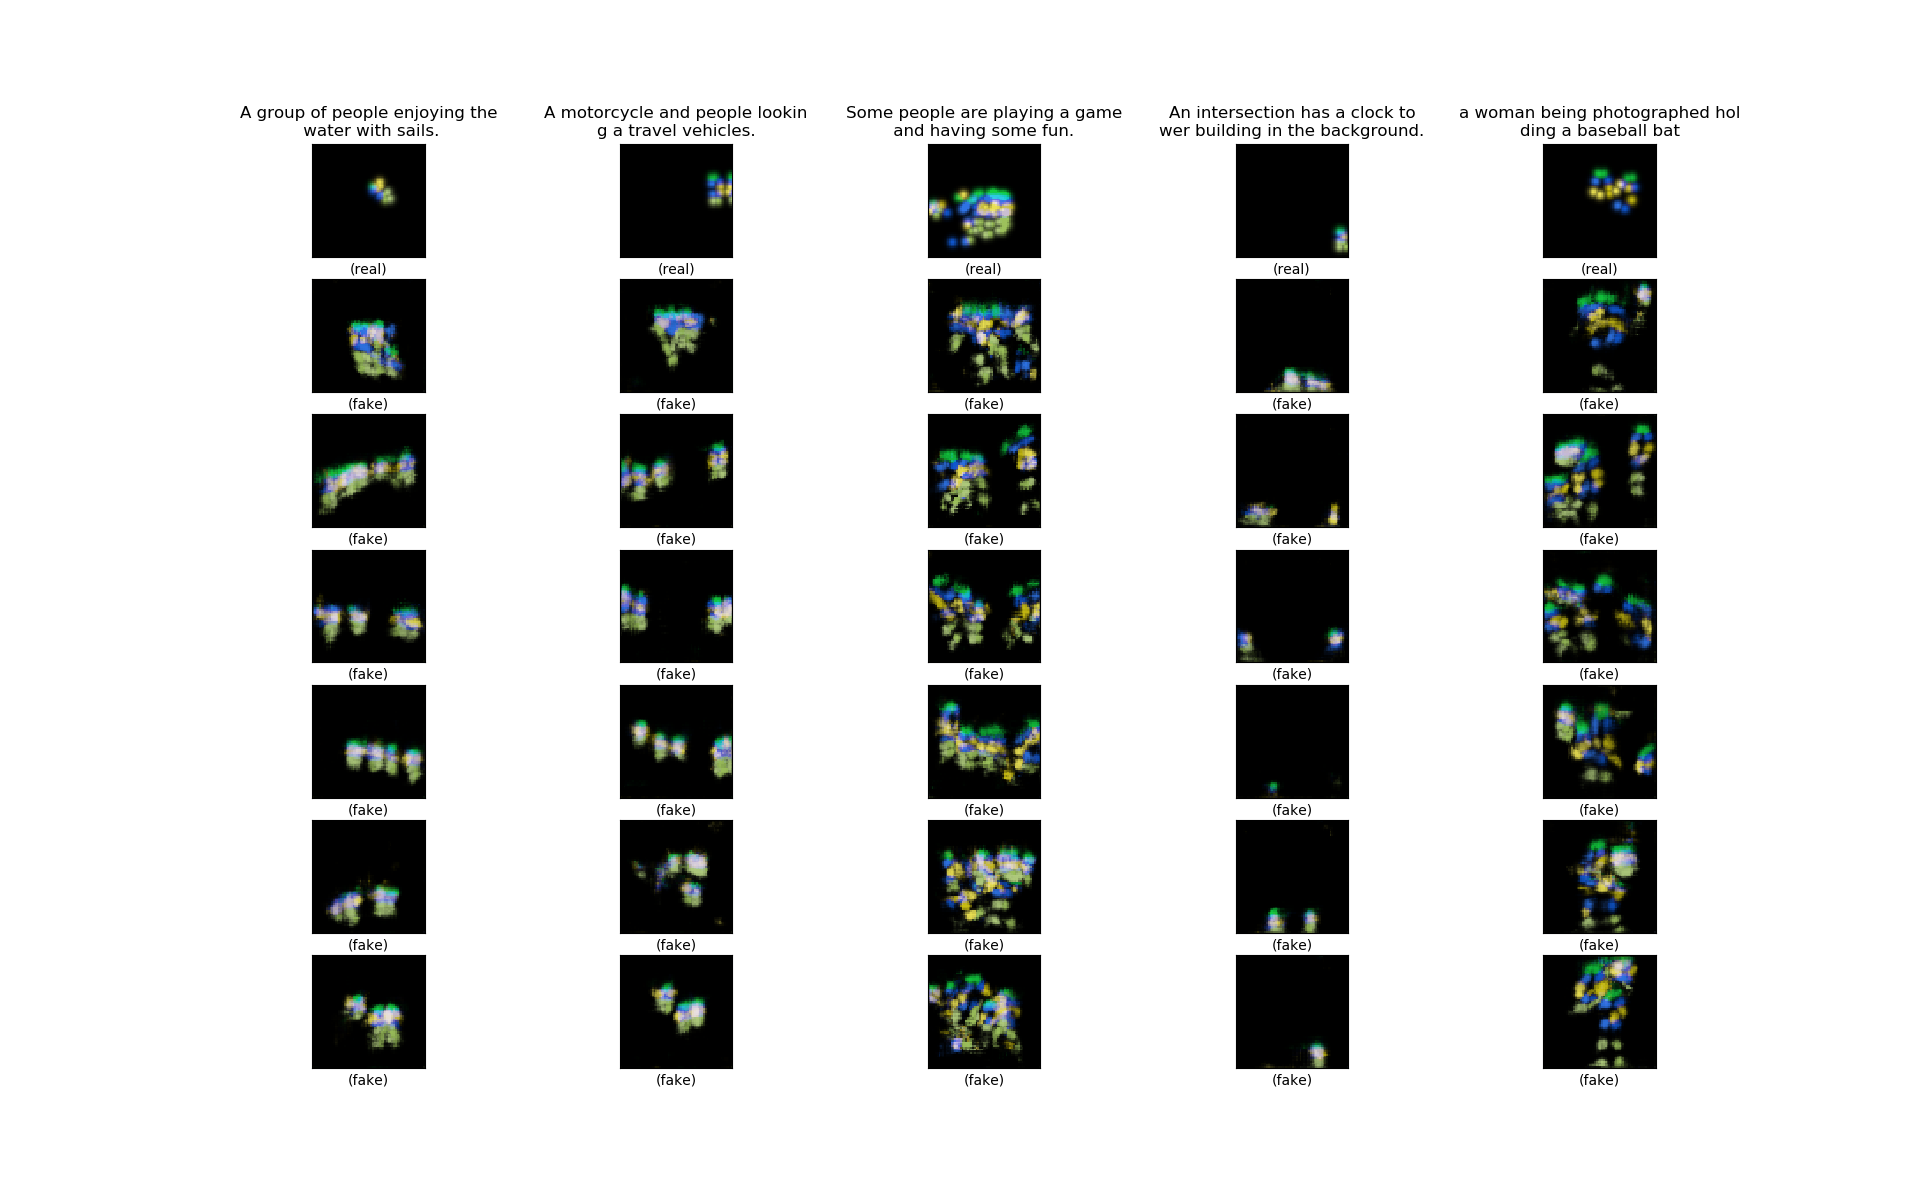 A group of people enjoying the
water with sails.
A motorcycle and people lookin
g a travel vehicles.
Some people are playing a game
and having some fun.
An intersection has a clock to
wer building in the background.
a woman being photographed hol
ding a baseball bat
(real) (real) (real) (real) (real)
(fake) (fake) (fake) (fake) (fake)
(fake) (fake) (fake) (fake) (fake)
(fake) (fake) (fake) (fake) (fake)
(fake) (fake) (fake) (fake) (fake)
(fake) (fake) (fake) (fake) (fake)
(fake) (fake) (fake) (fake) (fake)